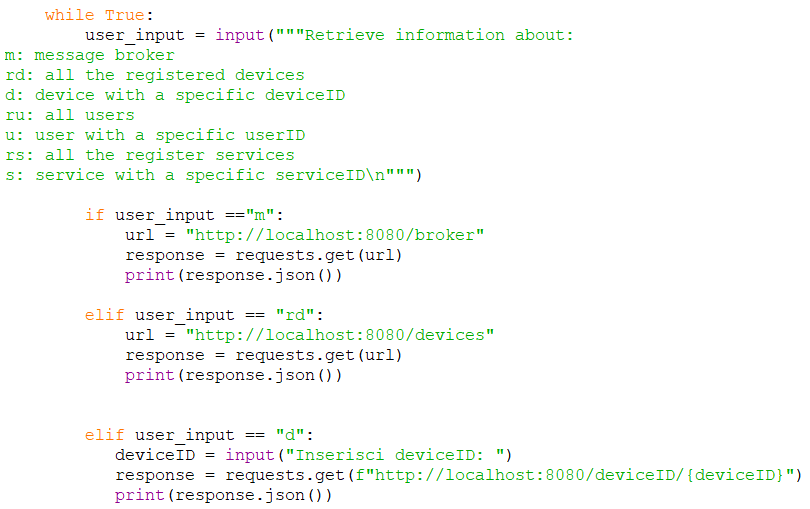 while True:
user_input = input("""Retrieve information about:
m: message broker
rd: all the registered devices
d: device with a specific deviceID
ru: all users
u: user with a specific userID
rs: all the register services
s: service with a specific serviceID\n""")
if user_input =="m":
url = "http://localhost:8080/broker"
response = requests.get(url)
print(response.json())
elif user_input == "rd":
url = "http://localhost:8080/devices"
response = requests.get(url)
print(response.json())
elif user_input == "d":
deviceID = input("Inserisci deviceID: ")
response = requests.get(f"http://localhost:8080/deviceID/{deviceID}")
print(response.json())